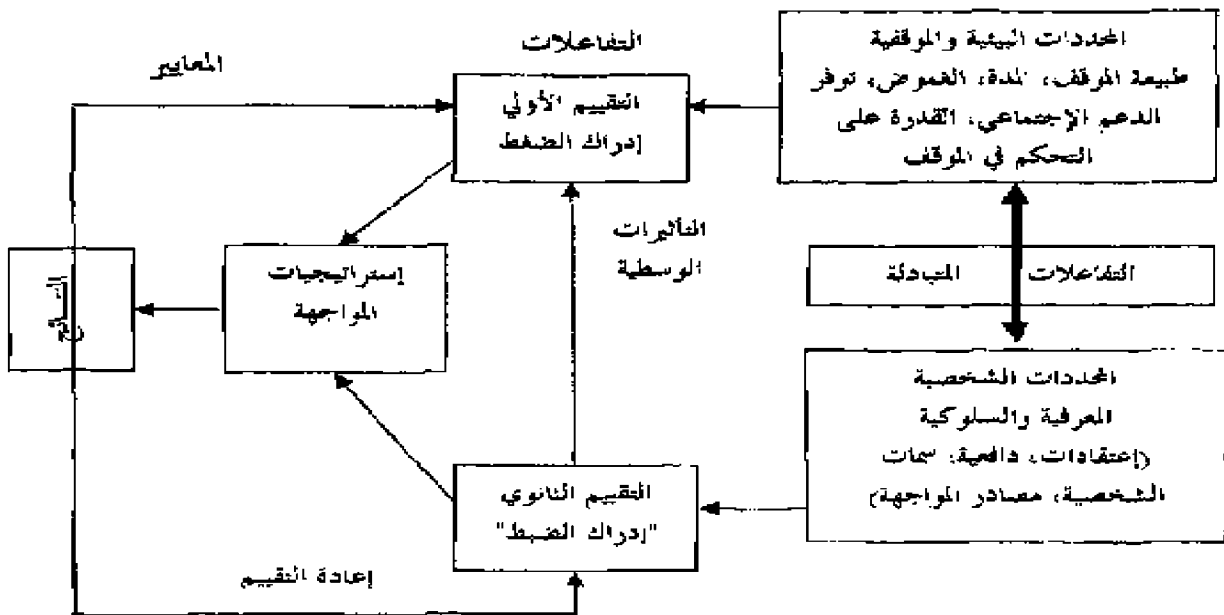 المحددات البيئية والموقفية
طبيعة الموقف، المدة، الغموض، توفر
الدعم الإجتماعي، القدرة على
التحكم في الموقف
التفاعلات
المعايير
التقييم الأولي
إدراك الضغط
التأثيرات
الوسطية
إستراتيجيات
المواجهة
النتائج
التفاعلات المتبادلة
المحددات الشخصية
المعرفية والسلوكية
(إعتقادات، دافعية، سمات
الشخصية، مصادر المواجهة)
التقييم الثانوي
"إدراك الضبط"
إعادة التقييم